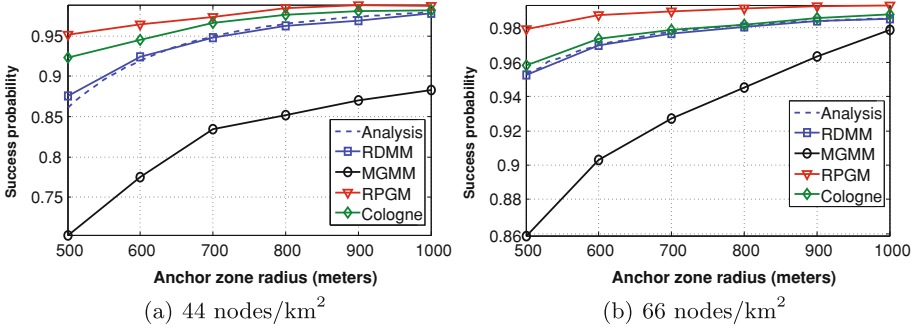 Success probability
0.95
0.9
0.85
0.8
0.75
500 600 700 800 900 1000
Anchor zone radius (meters)
Analysis
RDMM
MGMM
RPGM
Cologne
(a) 44 nodes/km²
Success probability
0.98
0.96
0.94
0.92
0.9
0.88
0.86
500 600 700 800 900 1000
Anchor zone radius (meters)
Analysis
RDMM
MGMM
RPGM
Cologne
(b) 66 nodes/km²